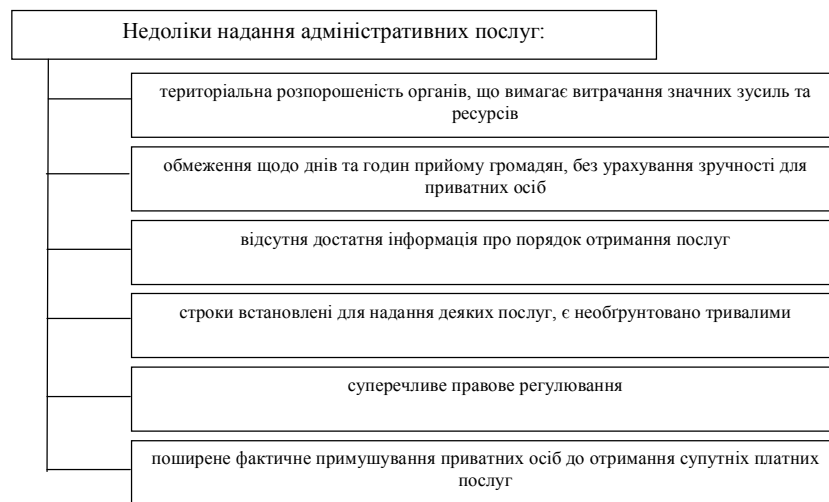 Недоліки надання адміністративних послуг:
територіальна розпорошеність органів, що вимагає витрачання значних зусиль та
ресурсів
обмеження щодо днів та годин прийому громадян, без урахування зручності для
приватних осіб
відсутня достатня інформація про порядок отримання послуг
строки встановлені для надання деяких послуг, є необґрунтовано тривалими
суперечливе правове регулювання
поширене фактичне примушування приватних осіб до отримання супутніх платних
послуг